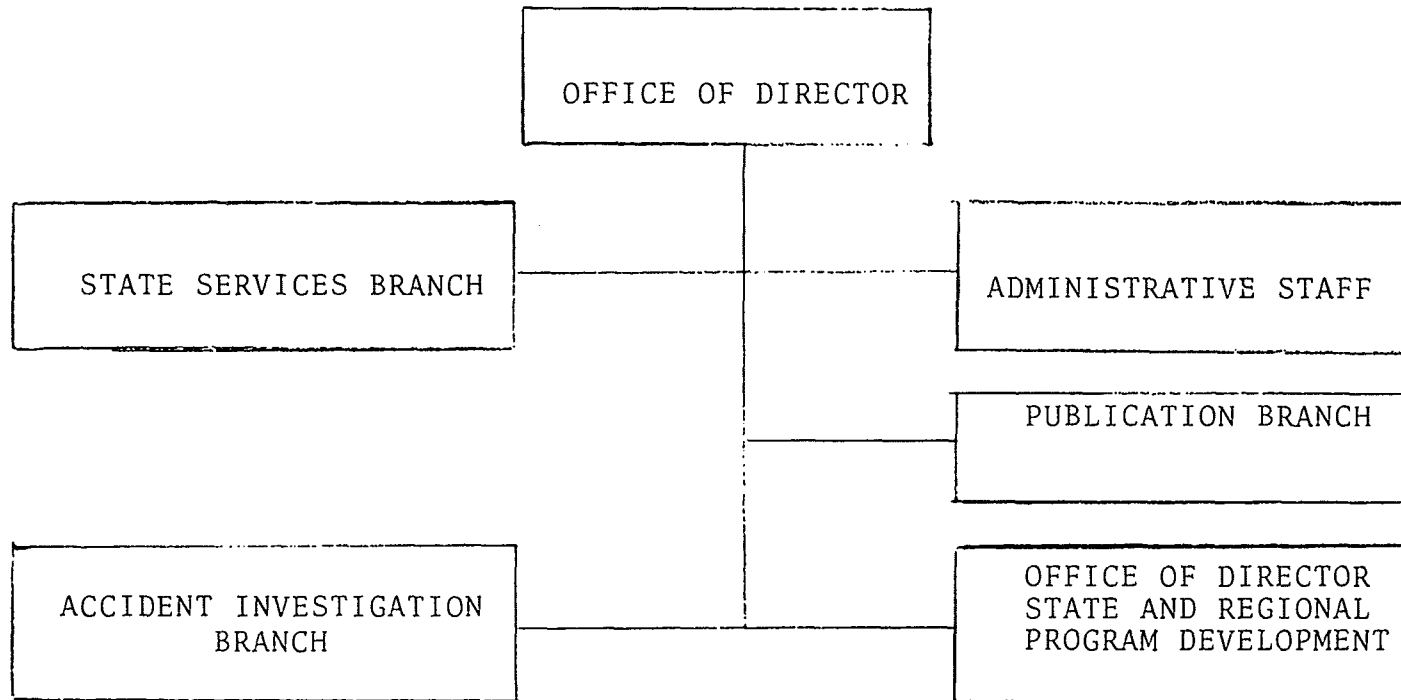 OFFICE OF DIRECTOR
STATE SERVICES BRANCH
ADMINISTRATIVE STAFF
PUBLICATION BRANCH
ACCIDENT INVESTIGATION
BRANCH
OFFICE OF DIRECTOR
STATE AND REGIONAL
PROGRAM DEVELOPMENT